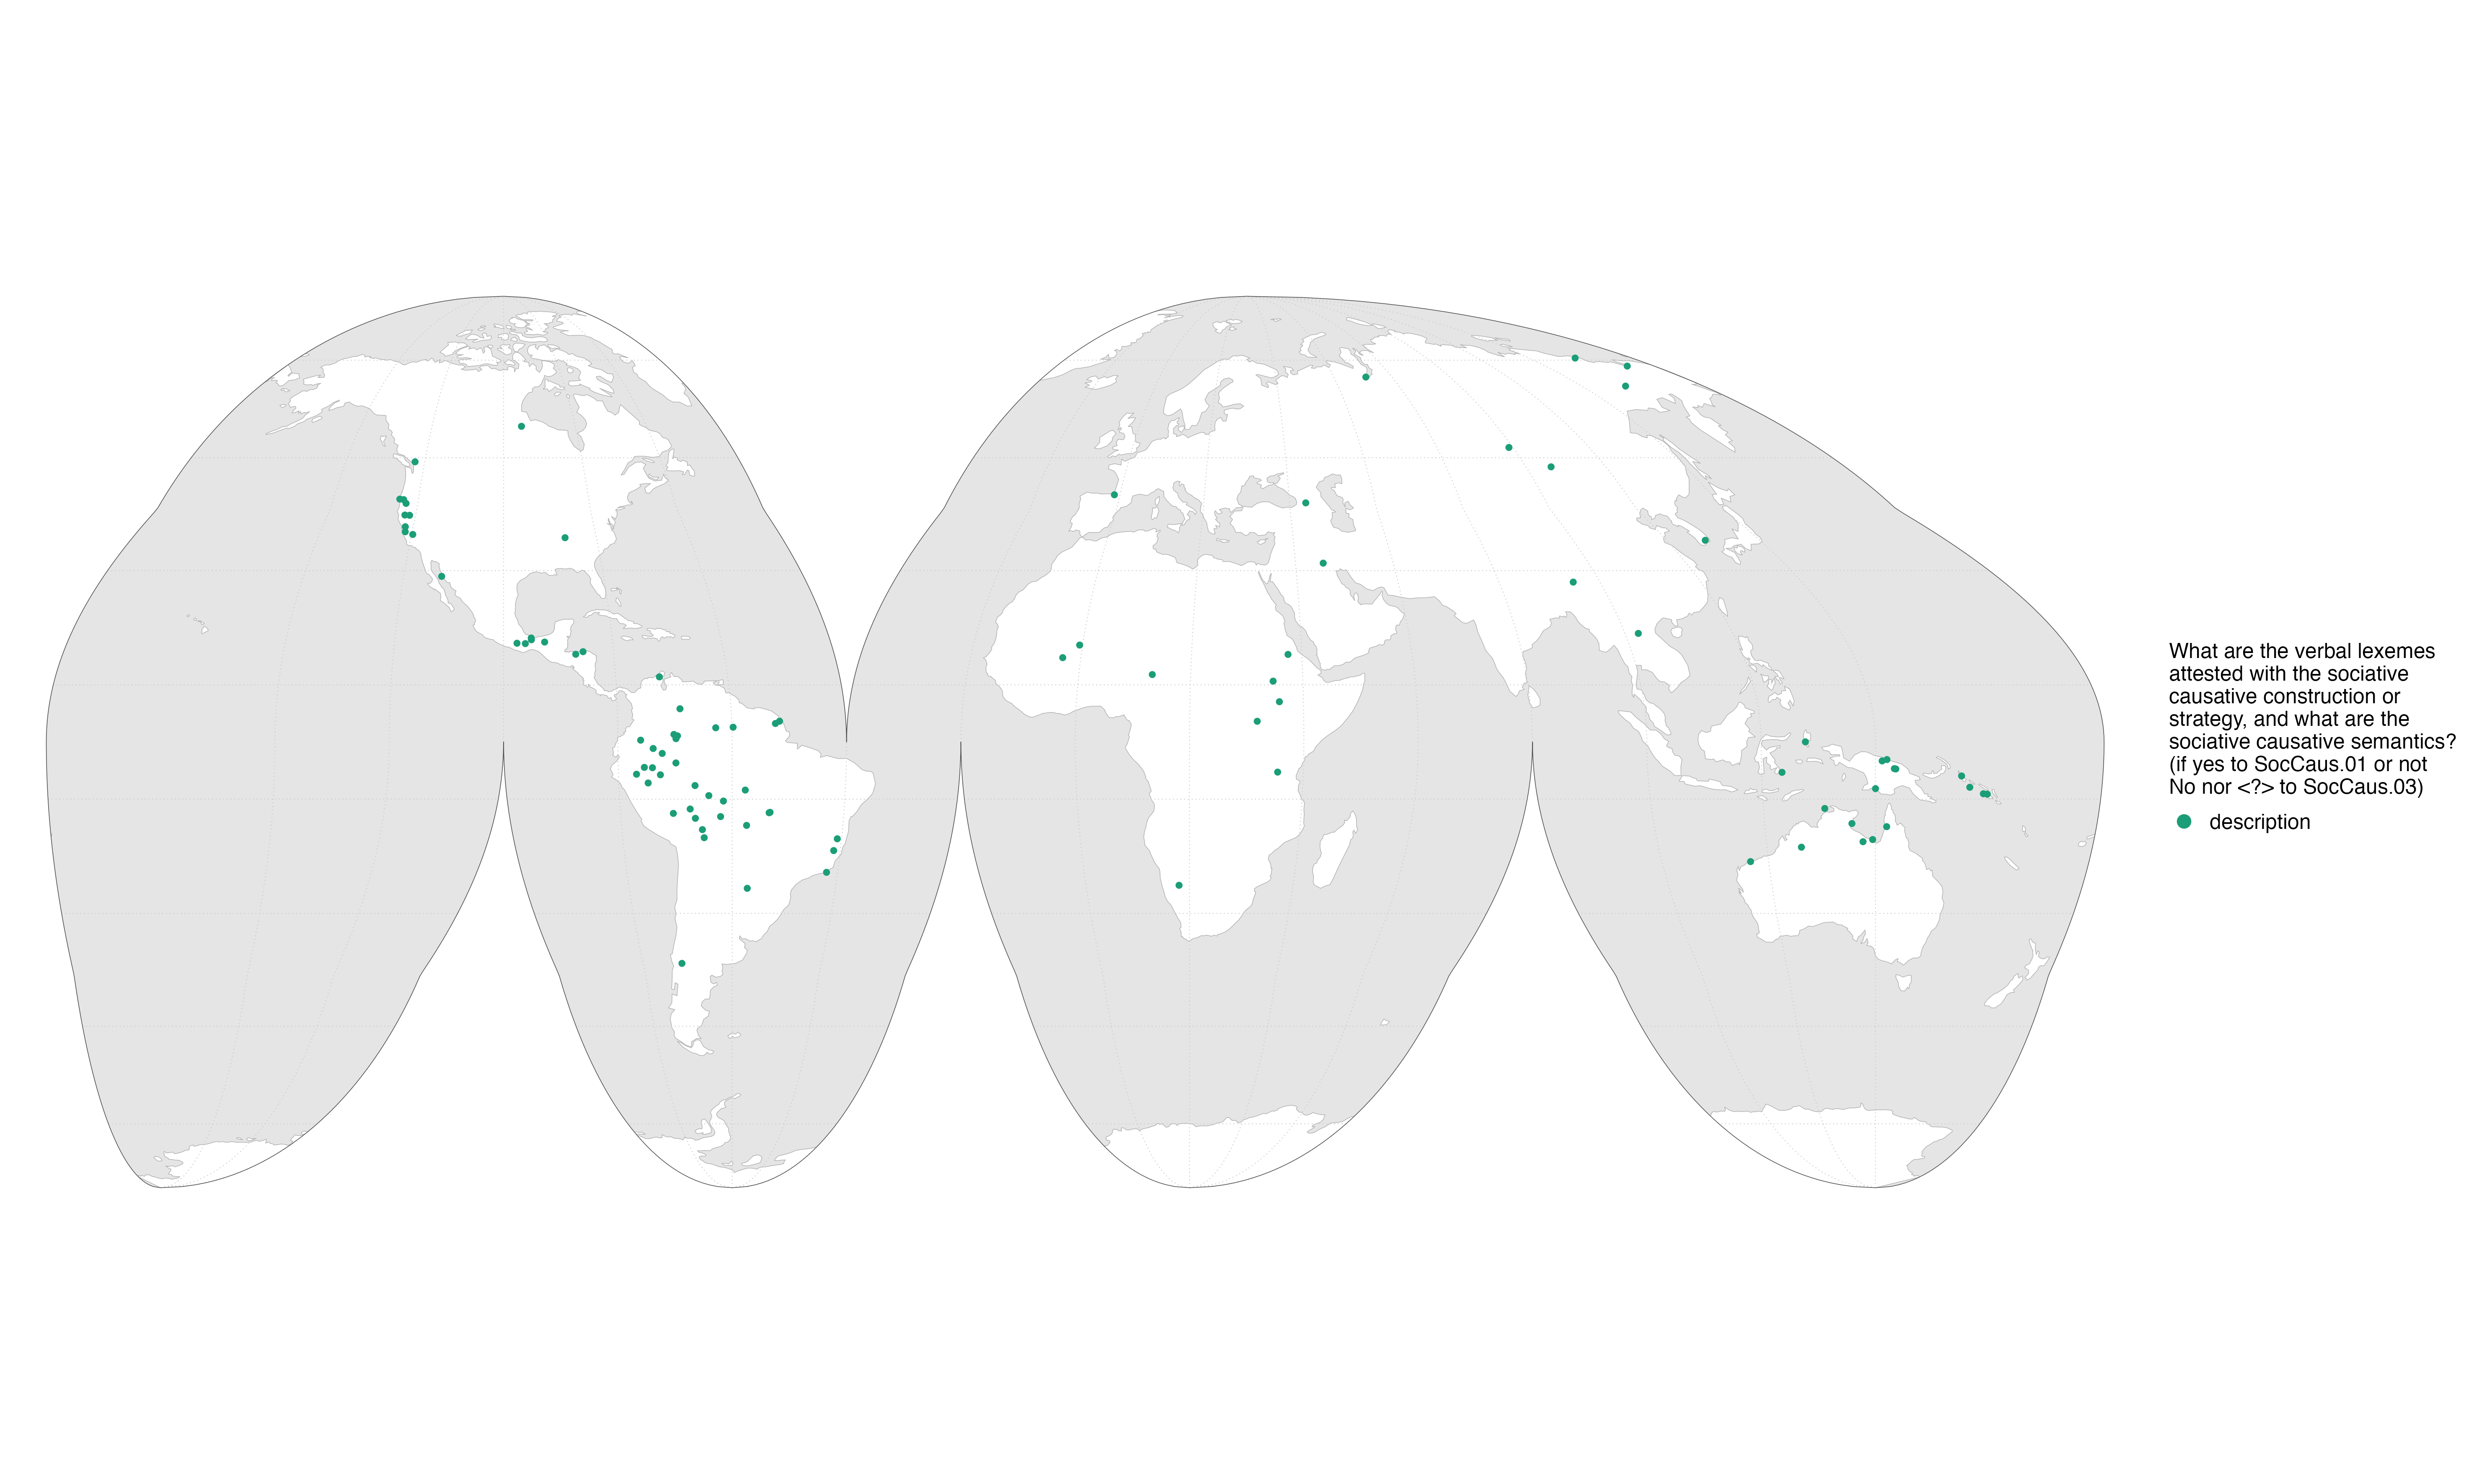 What are the verbal lexemes
attested with the sociative
causative construction or
strategy, and what are the
sociative causative semantics?
(if yes to SocCaus.01 or not
No nor <?> to SocCaus.03)
description